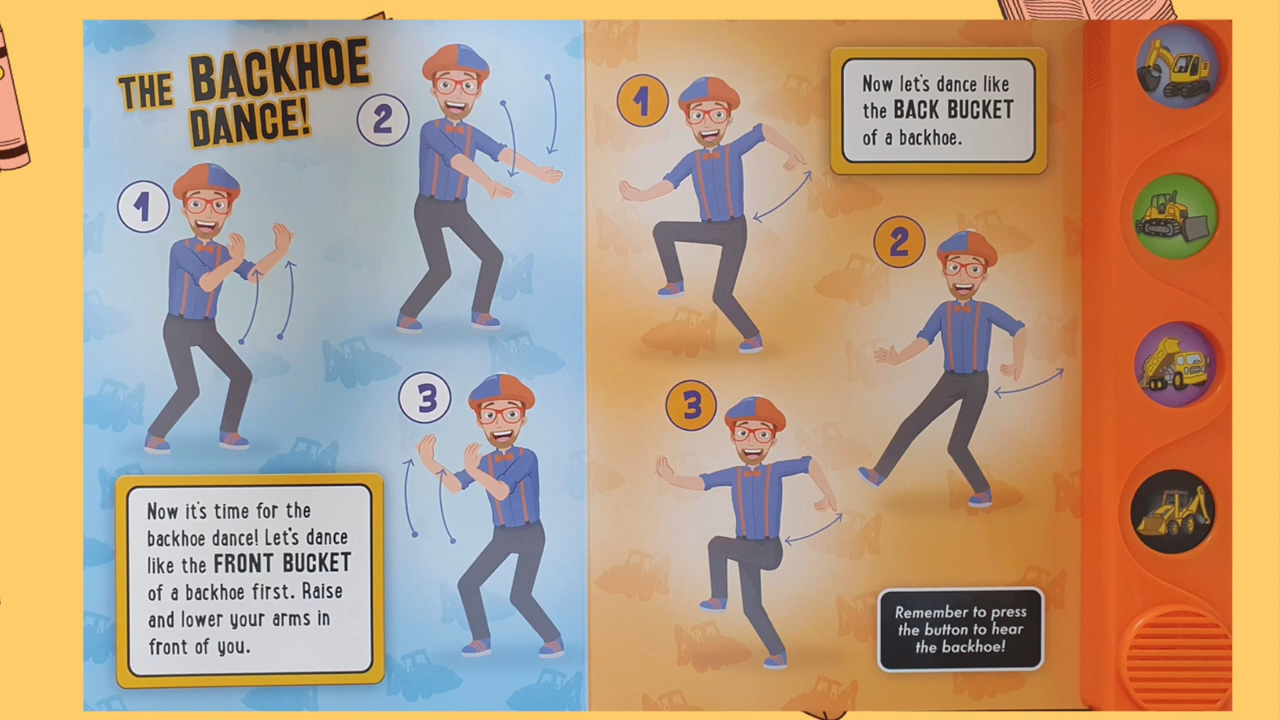 THE BACKHOE
DANCE!
1
2
3
Now it's time for the
backhoe dance! Let's dance
like the FRONT BUCKET
of a backhoe first. Raise
and lower your arms in
front of you.
1
Now let's dance like
the BACK BUCKET
of a backhoe.
2
3
Remember to press
the button to hear
the backhoe!